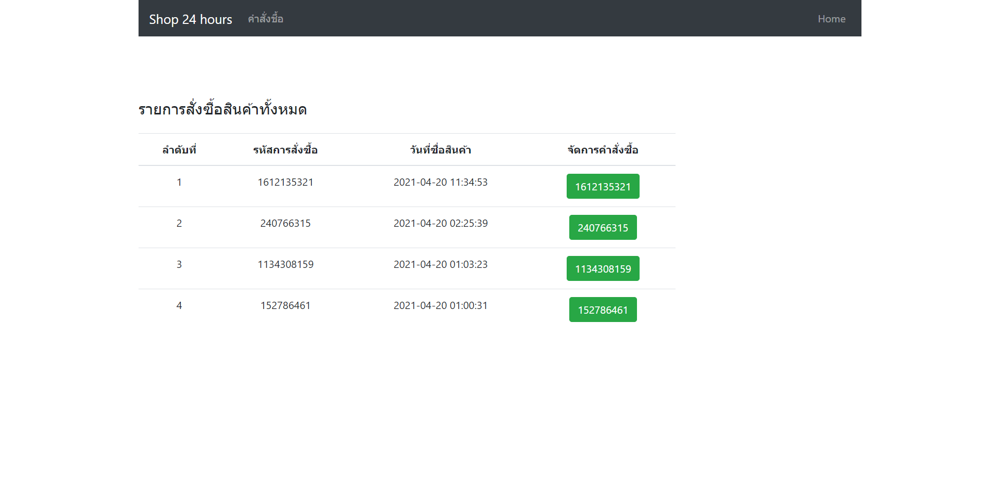 Shop 24 hours คำสั่งซื้อ Home
รายการสั่งซื้อสินค้าทั้งหมด
ลำดับที่ รหัสการสั่งซื้อ วันที่ซื่อสินค้า จัดการคำสั่งซื้อ
1 1612135321 2021-04-20 11:34:53 1612135321
2 240766315 2021-04-20 02:25:39 240766315
3 1134308159 2021-04-20 01:03:23 1134308159
4 152786461 2021-04-20 01:00:31 152786461